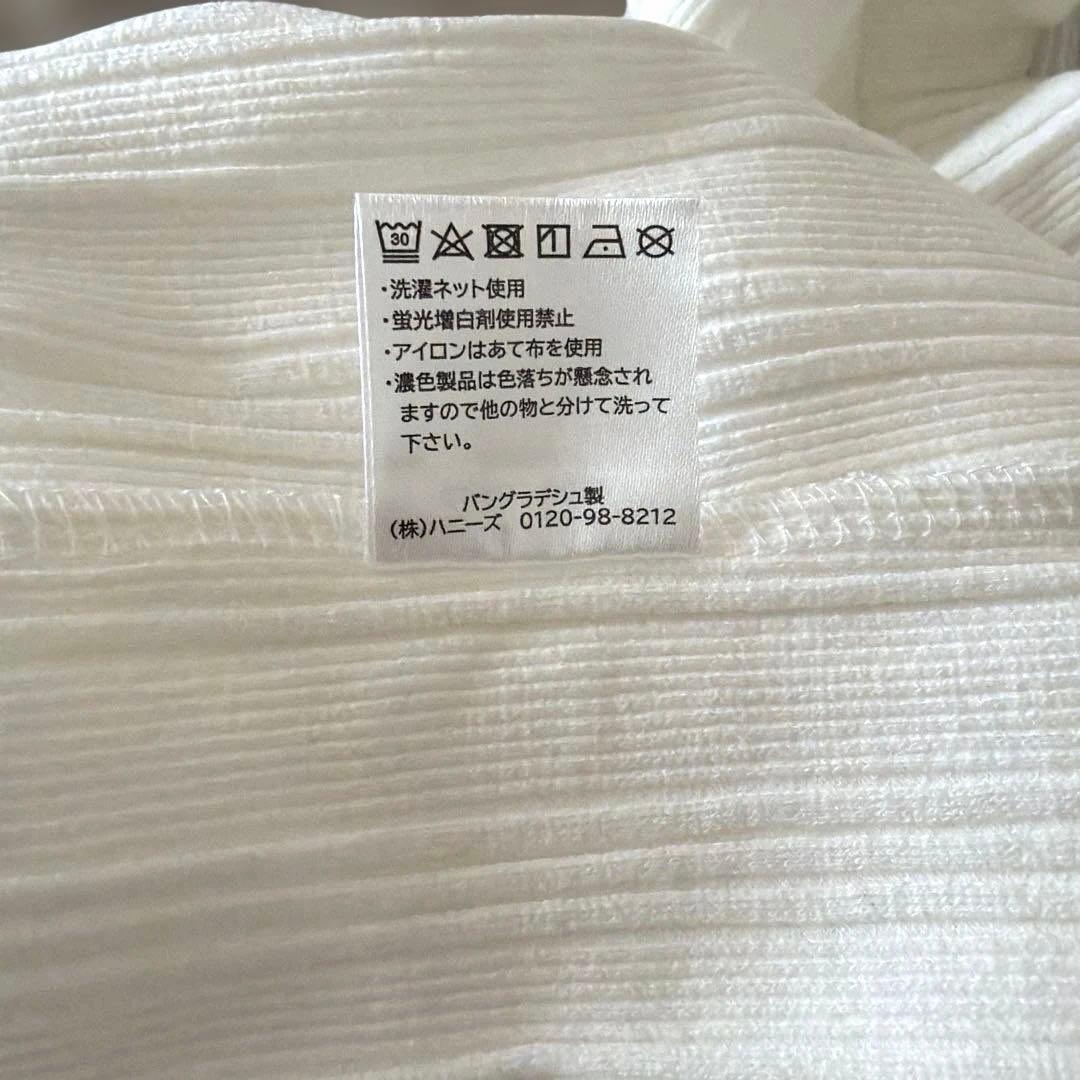 30
・洗濯ネット使用
・蛍光増白剤使用禁止
・アイロンはあて布を使用
・濃色製品は色落ちが懸念され
ますので他の物と分けて洗って
下さい。
バングラデシュ製
(株)ハニーズ 0120-98-8212